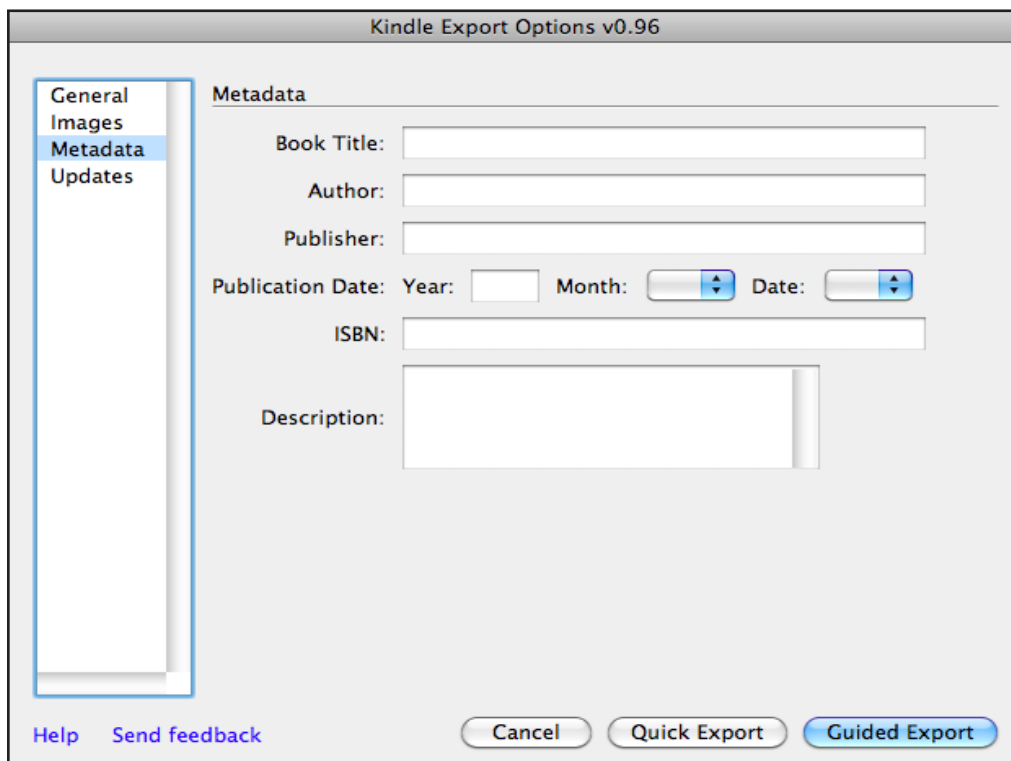 Kindle Export Options v0.96
General
Images
Metadata
Updates
Metadata
Book Title:
Author:
Publisher:
Publication Date: Year: Month: Date:
ISBN:
Description:
Help Send feedback Cancel Quick Export Guided Export